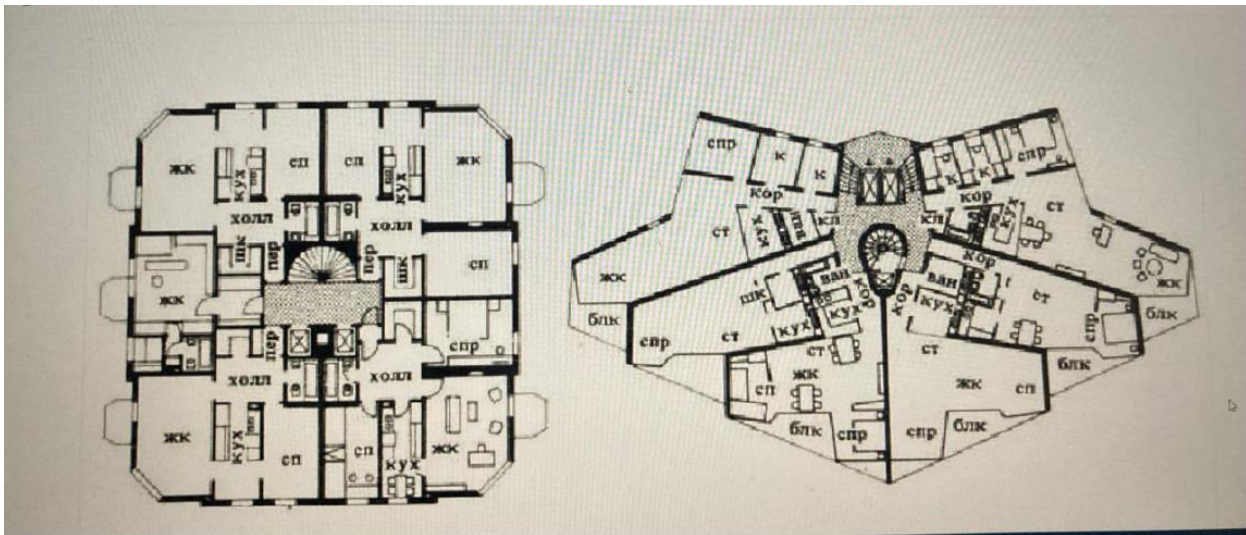 жк
кух
сп
сп
кух
жк
холл
холл
шк
пер
пер
шк
сп
жк
пер
спр
холл
холл
жк
кух
сп
сп
кух
жк
спр
к
к
кор
ст
кух
ван
кл
жк
блк
к
к
спр
кор
кл
кух
ст
кор
жк
блк
шк
ван
кор
кух
кух
спр
ст
кор
ван
кух
ст
спр
блк
ст
жк
сп
блк
спр
ст
жк
сп
спр
блк